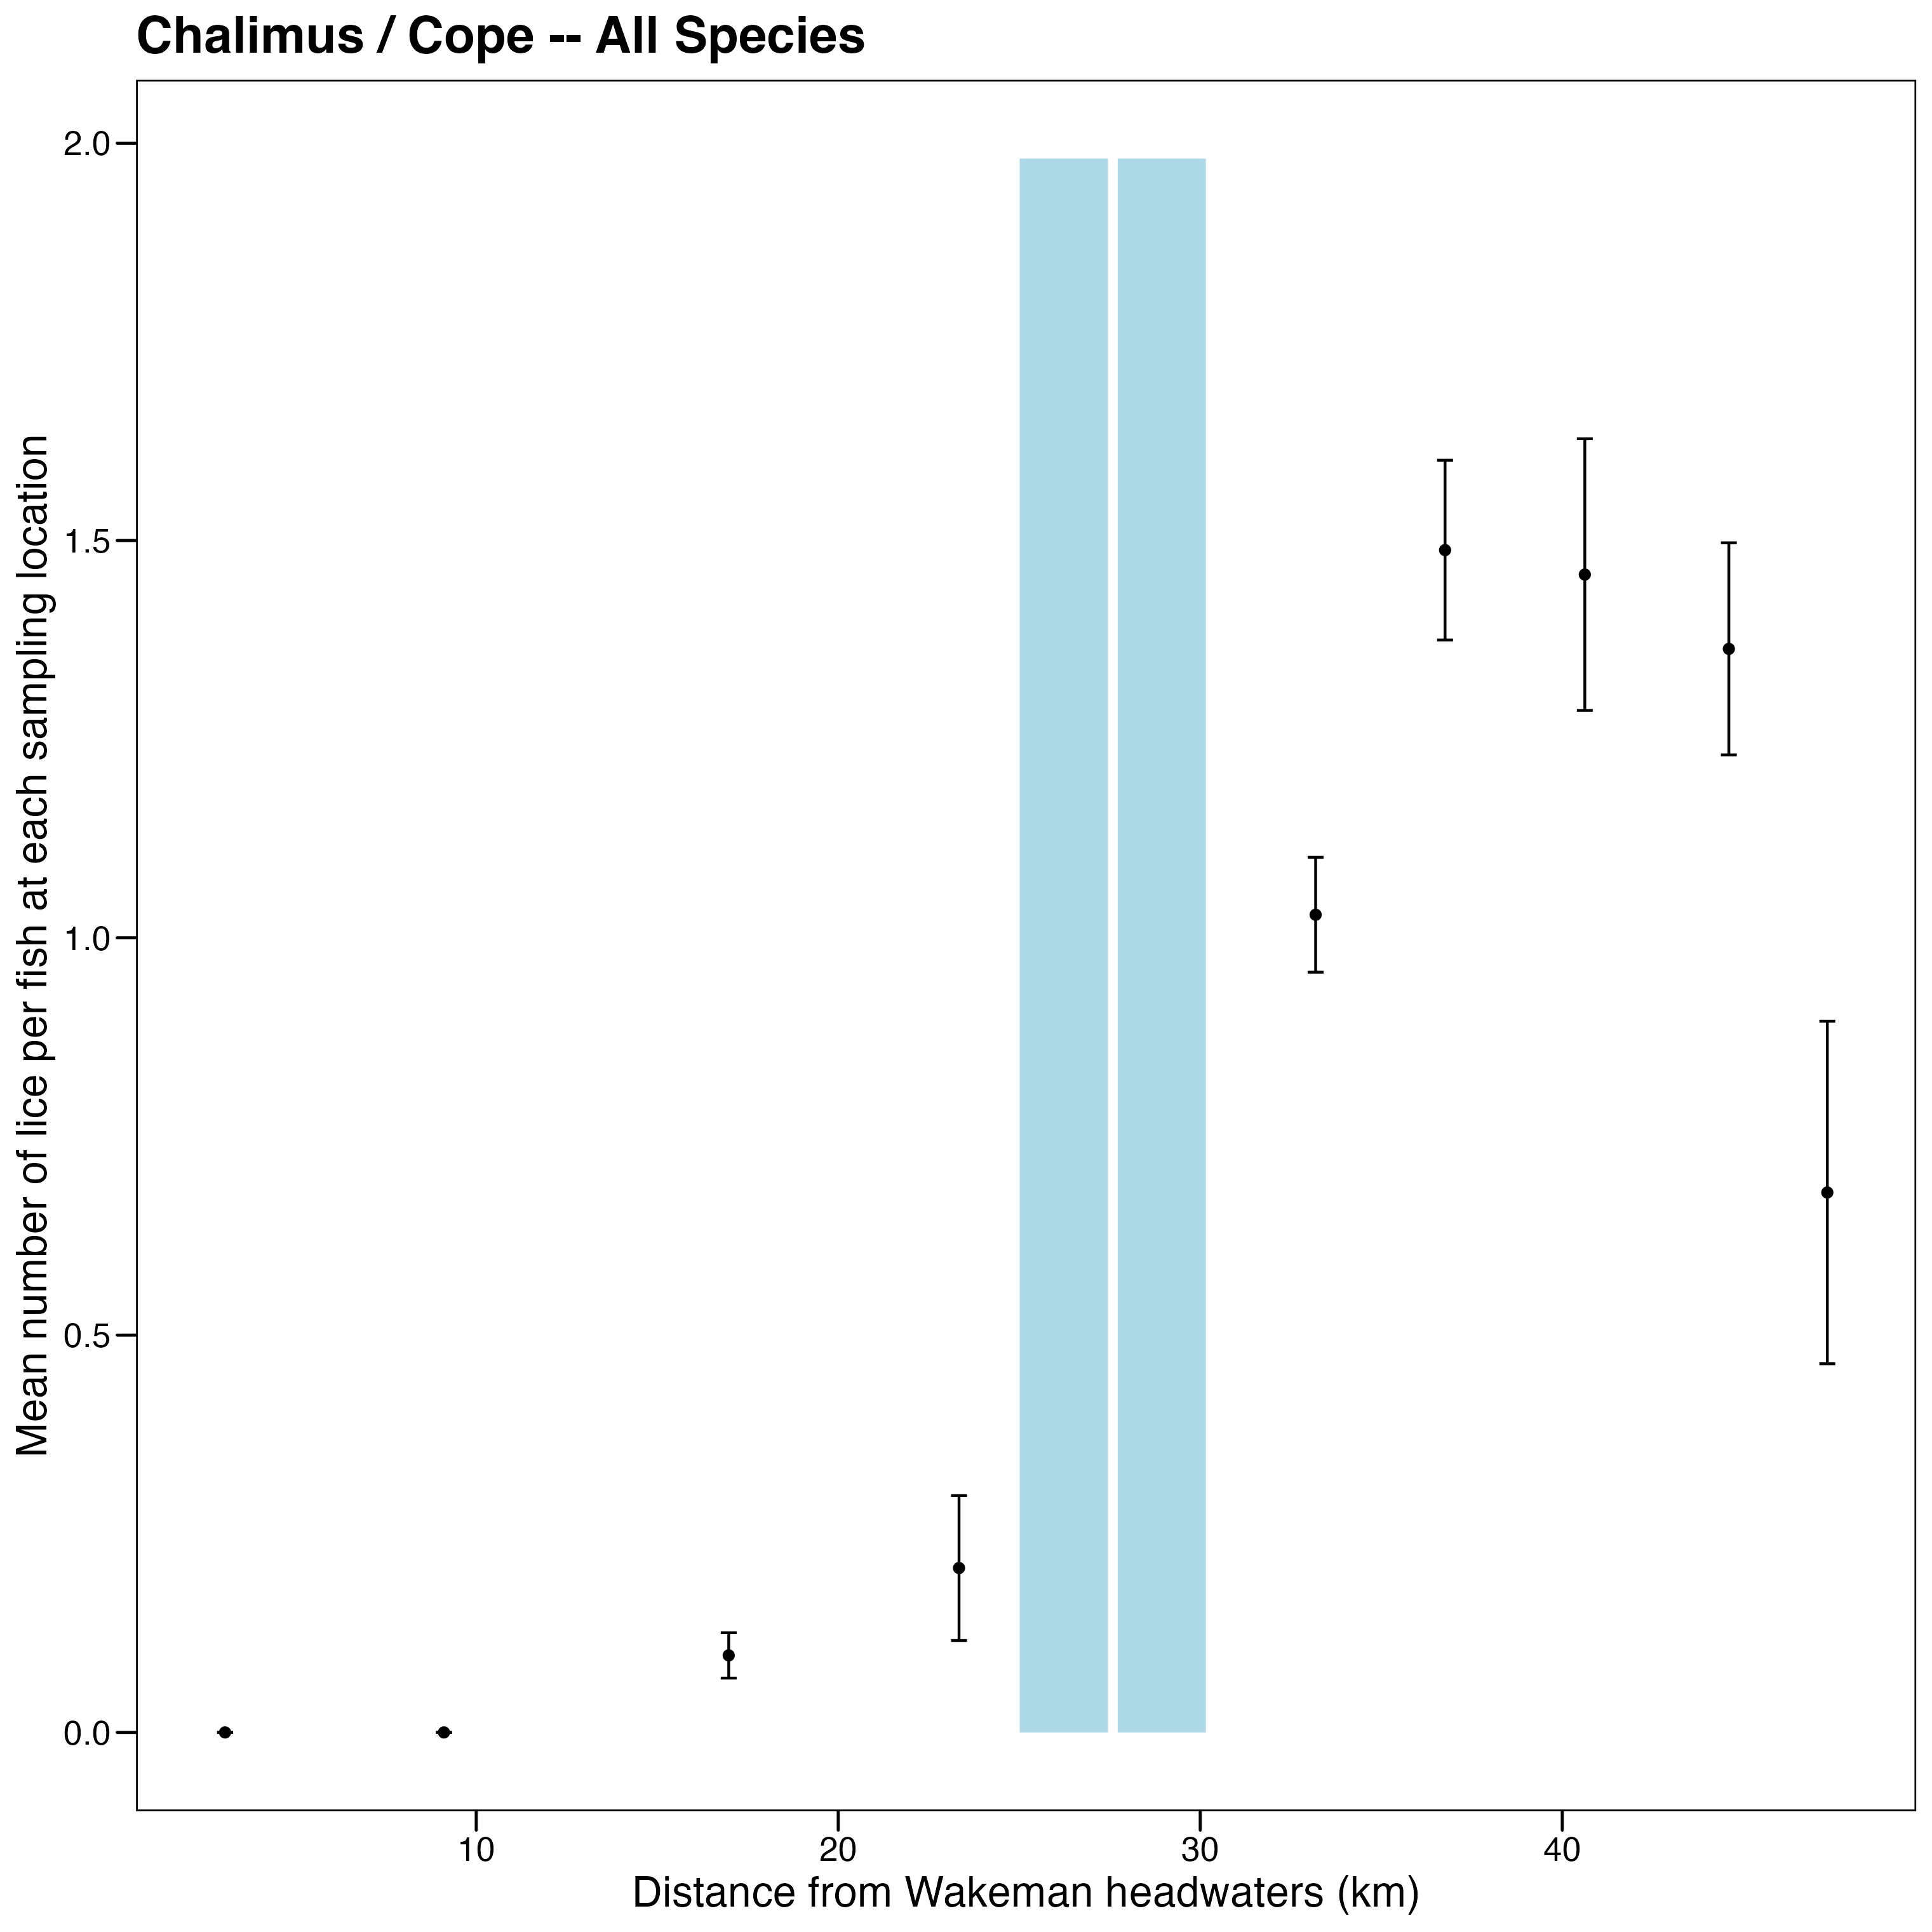 Chalimus / Cope -- All Species
Mean number of lice per fish at each sampling location
2.0
1.5
1.0
0.5
0.0
10 20 30 40
Distance from Wakeman headwaters (km)